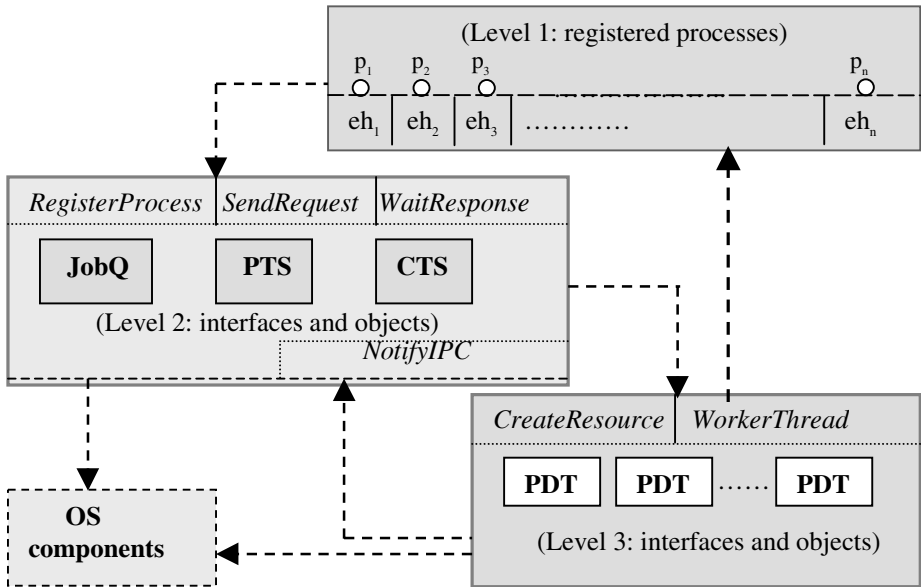 (Level 1: registered processes)
p1 p2 p3 pn
eh1 eh2 eh3 ………… ehn
RegisterProcess SendRequest WaitResponse
JobQ PTS CTS
(Level 2: interfaces and objects)
NotifyIPC
CreateResource WorkerThread
PDT PDT …… PDT
(Level 3: interfaces and objects)
OS
components